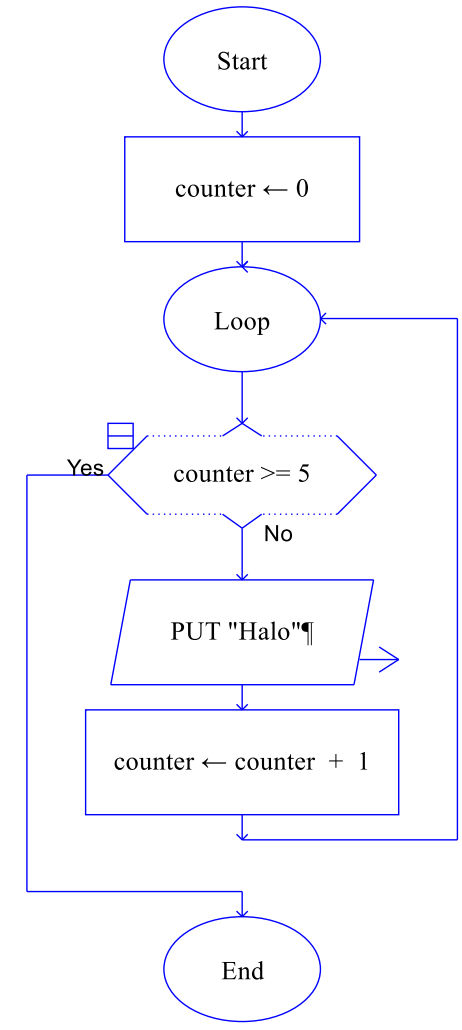 Start
counter ← 0
Loop
Yes
counter >= 5
No
PUT "Halo"¶
counter ← counter + 1
End